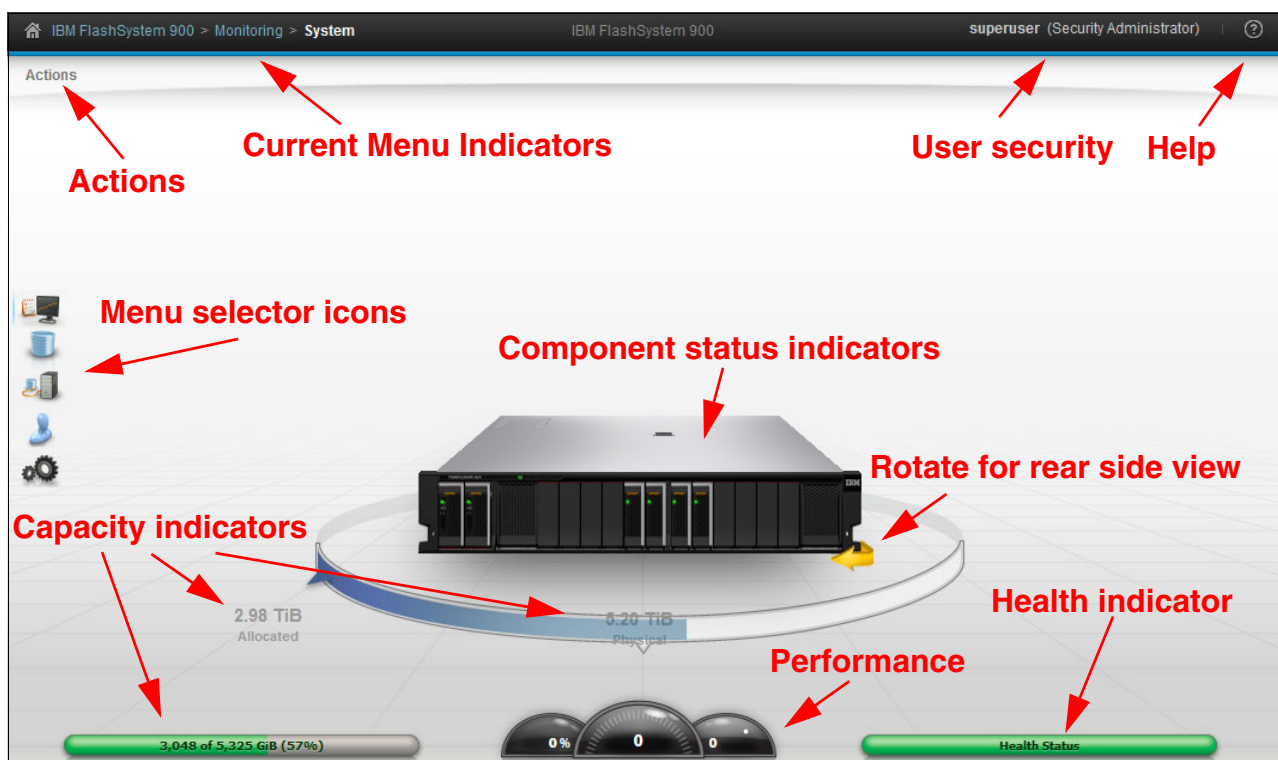 IBM FlashSystem 900 > Monitoring > System
IBM FlashSystem 900
superuser (Security Administrator)
?
Actions
Current Menu Indicators
User security
Help
Actions
Menu selector icons
Component status indicators
Rotate for rear side view
IBM
Capacity indicators
2.98 TiB
Allocated
5.20 TiB
Physical
Health indicator
Performance
3,048 of 5,325 GiB (57%)
0%
0
0
Health Status